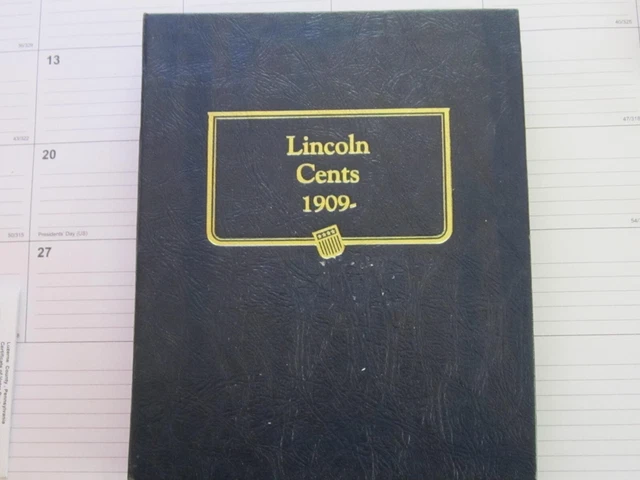 Lincoln
Cents
1909-
13
20
Presidents' Day (US)
27